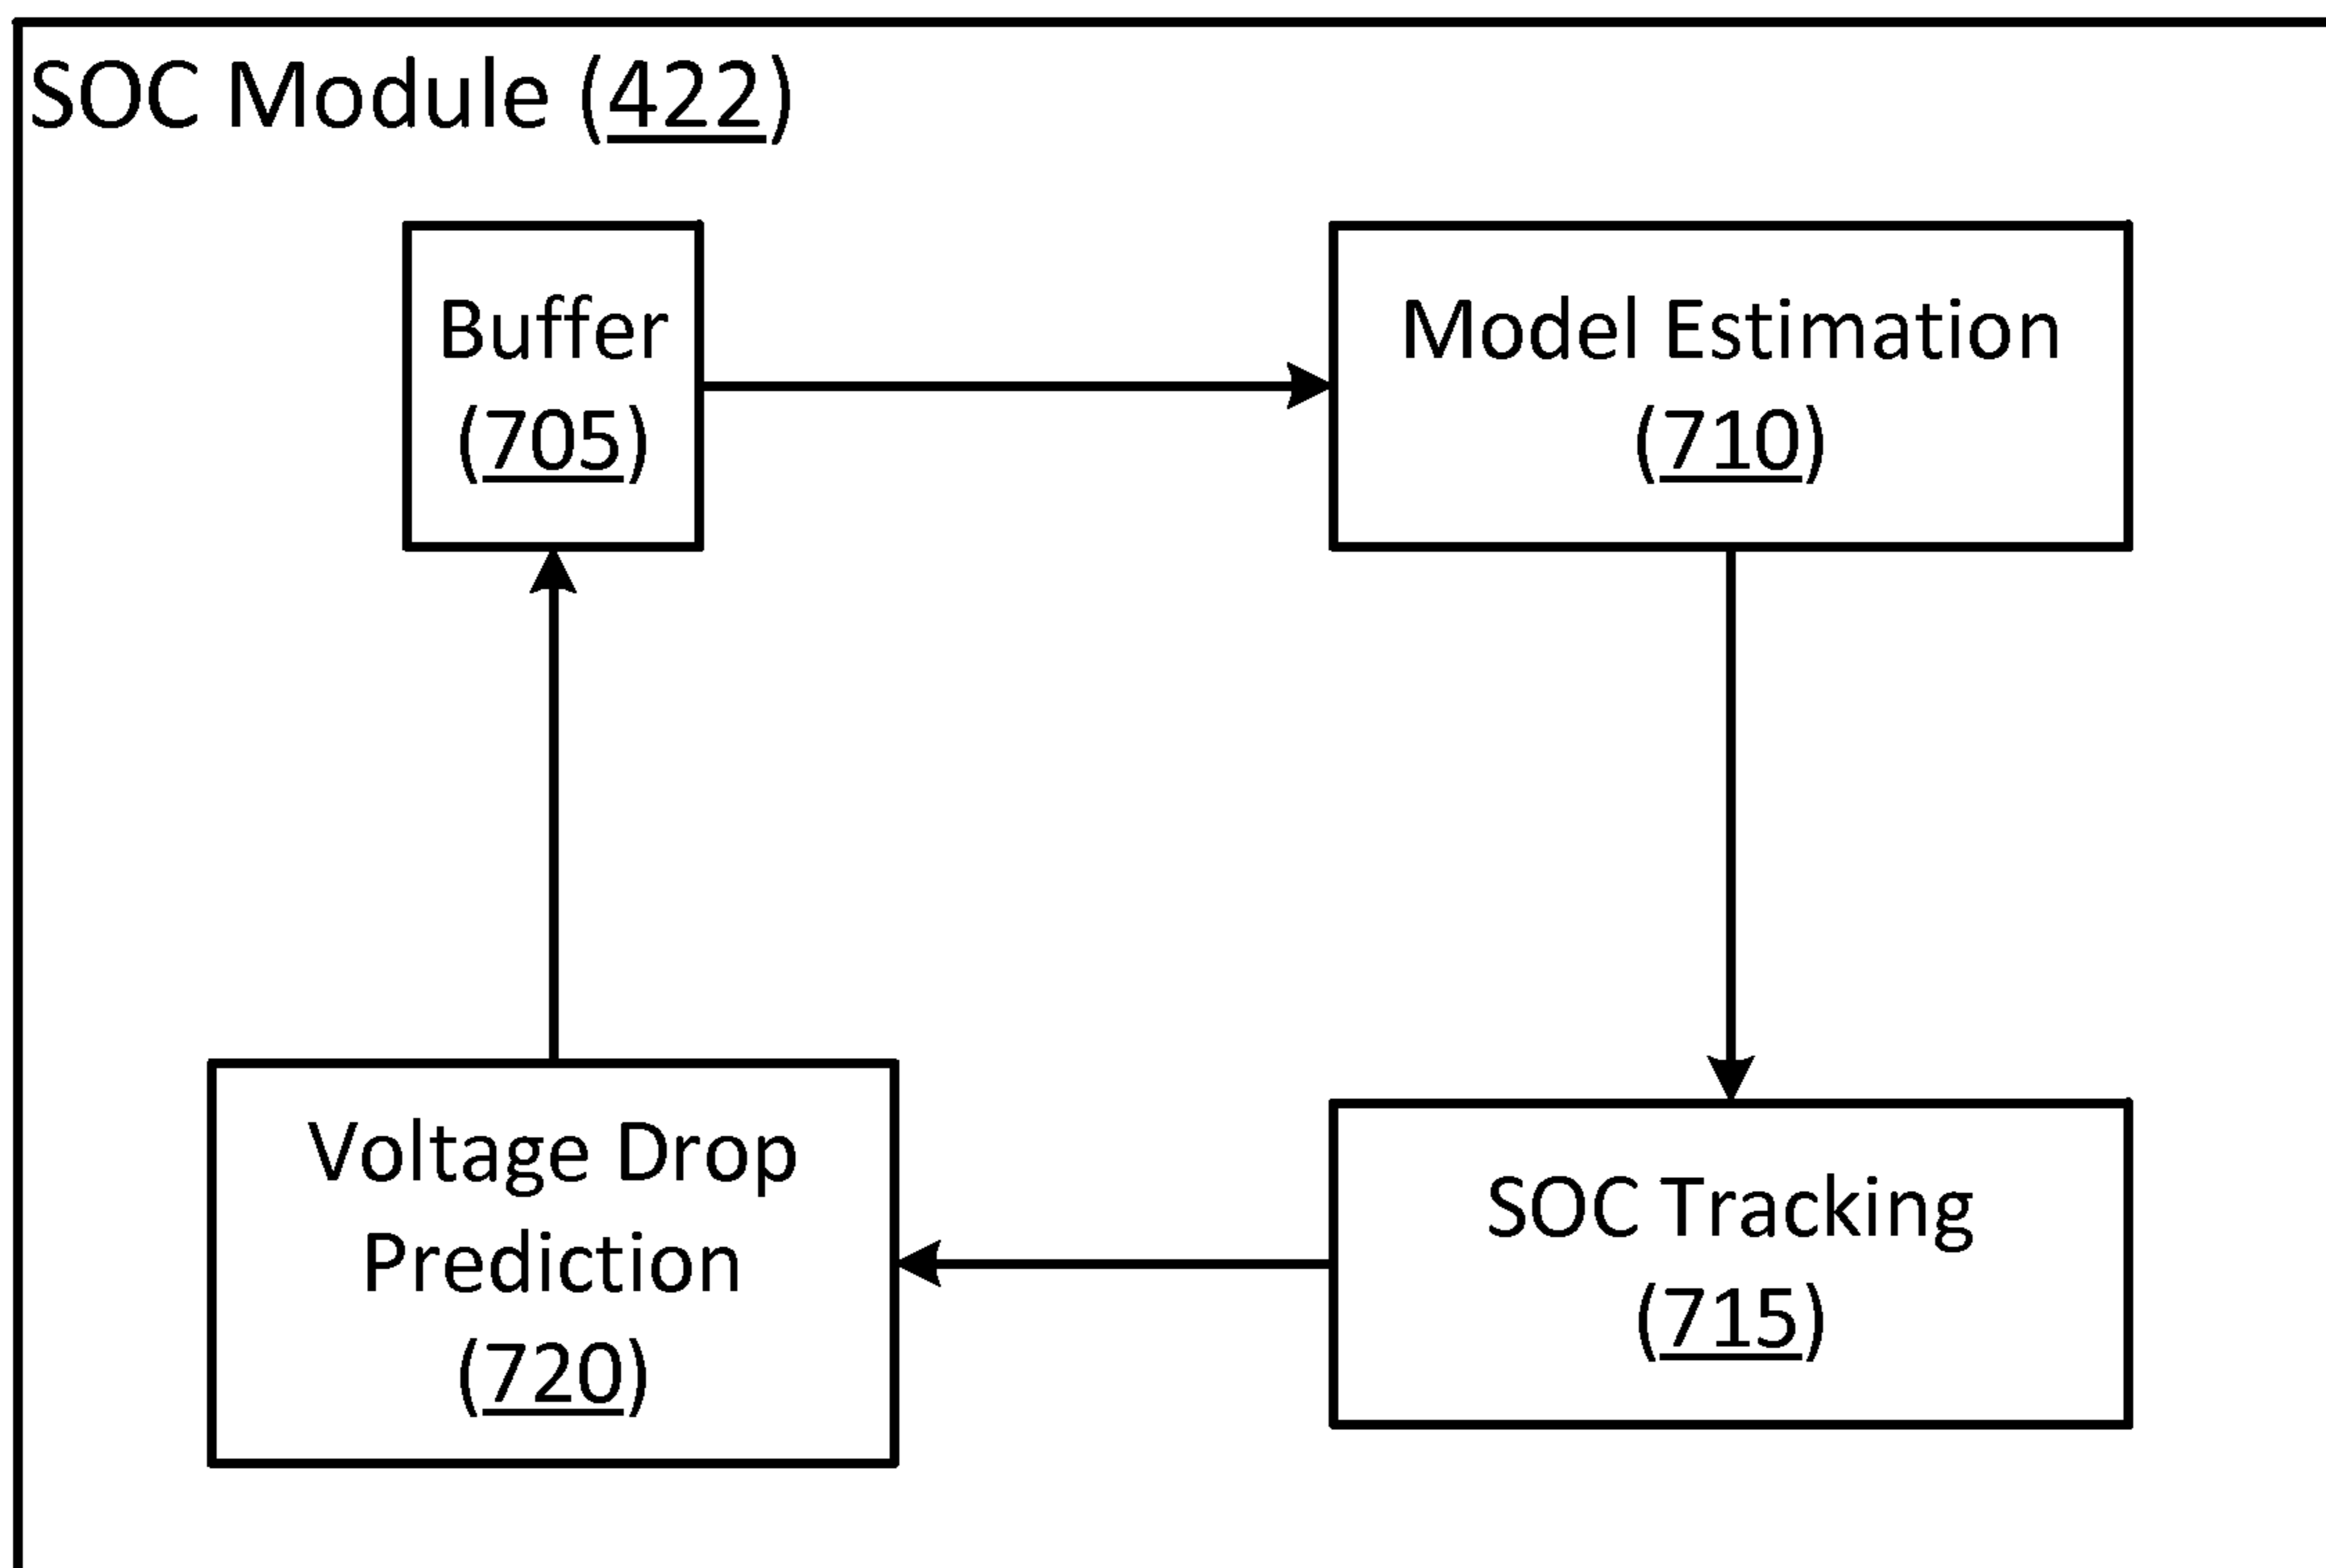 SOC Module (422)
Buffer
(705)
Model Estimation
(710)
Voltage Drop
Prediction
(720)
SOC Tracking
(715)